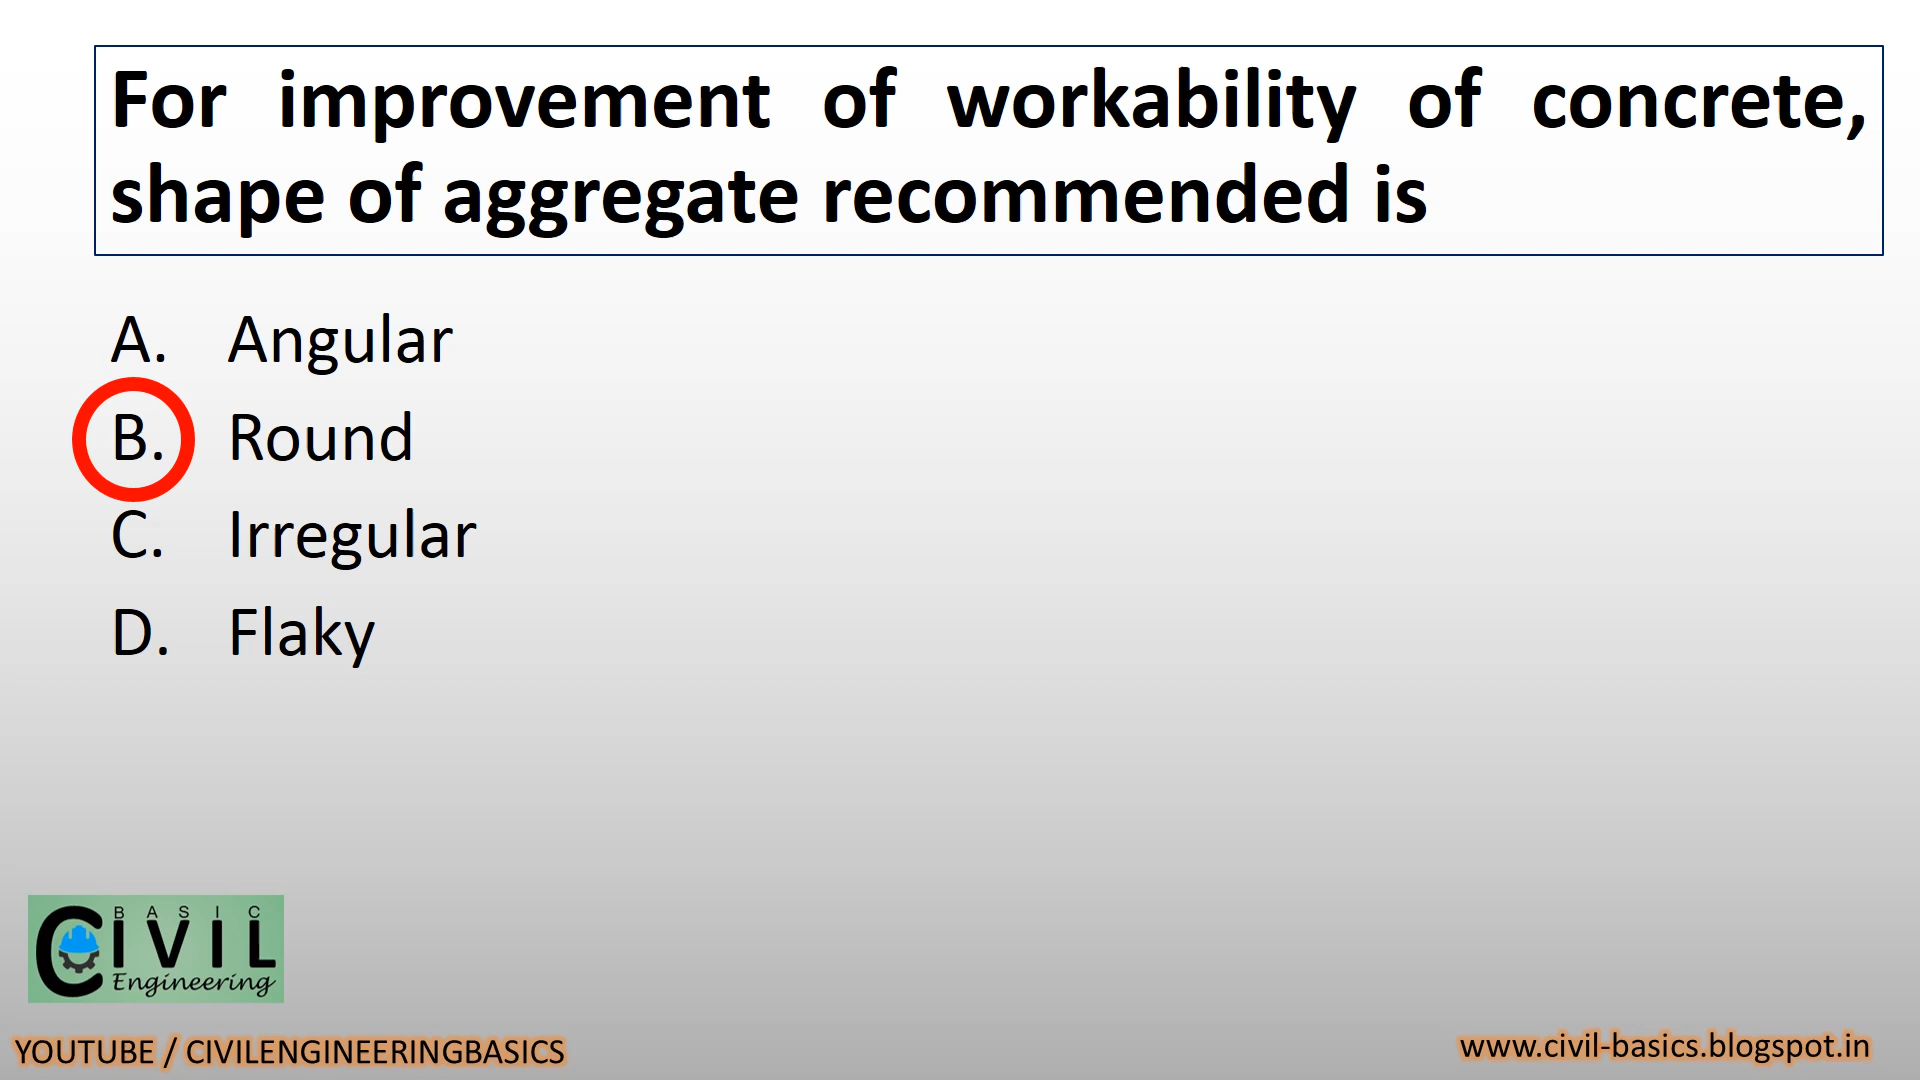 For improvement of workability of concrete,
shape of aggregate recommended is
A. Angular
B. Round
C. Irregular
D. Flaky
BASIC
CIVIL
Engineering
YOUTUBE / CIVILENGINEERINGBASICS
www.civil-basics.blogspot.in